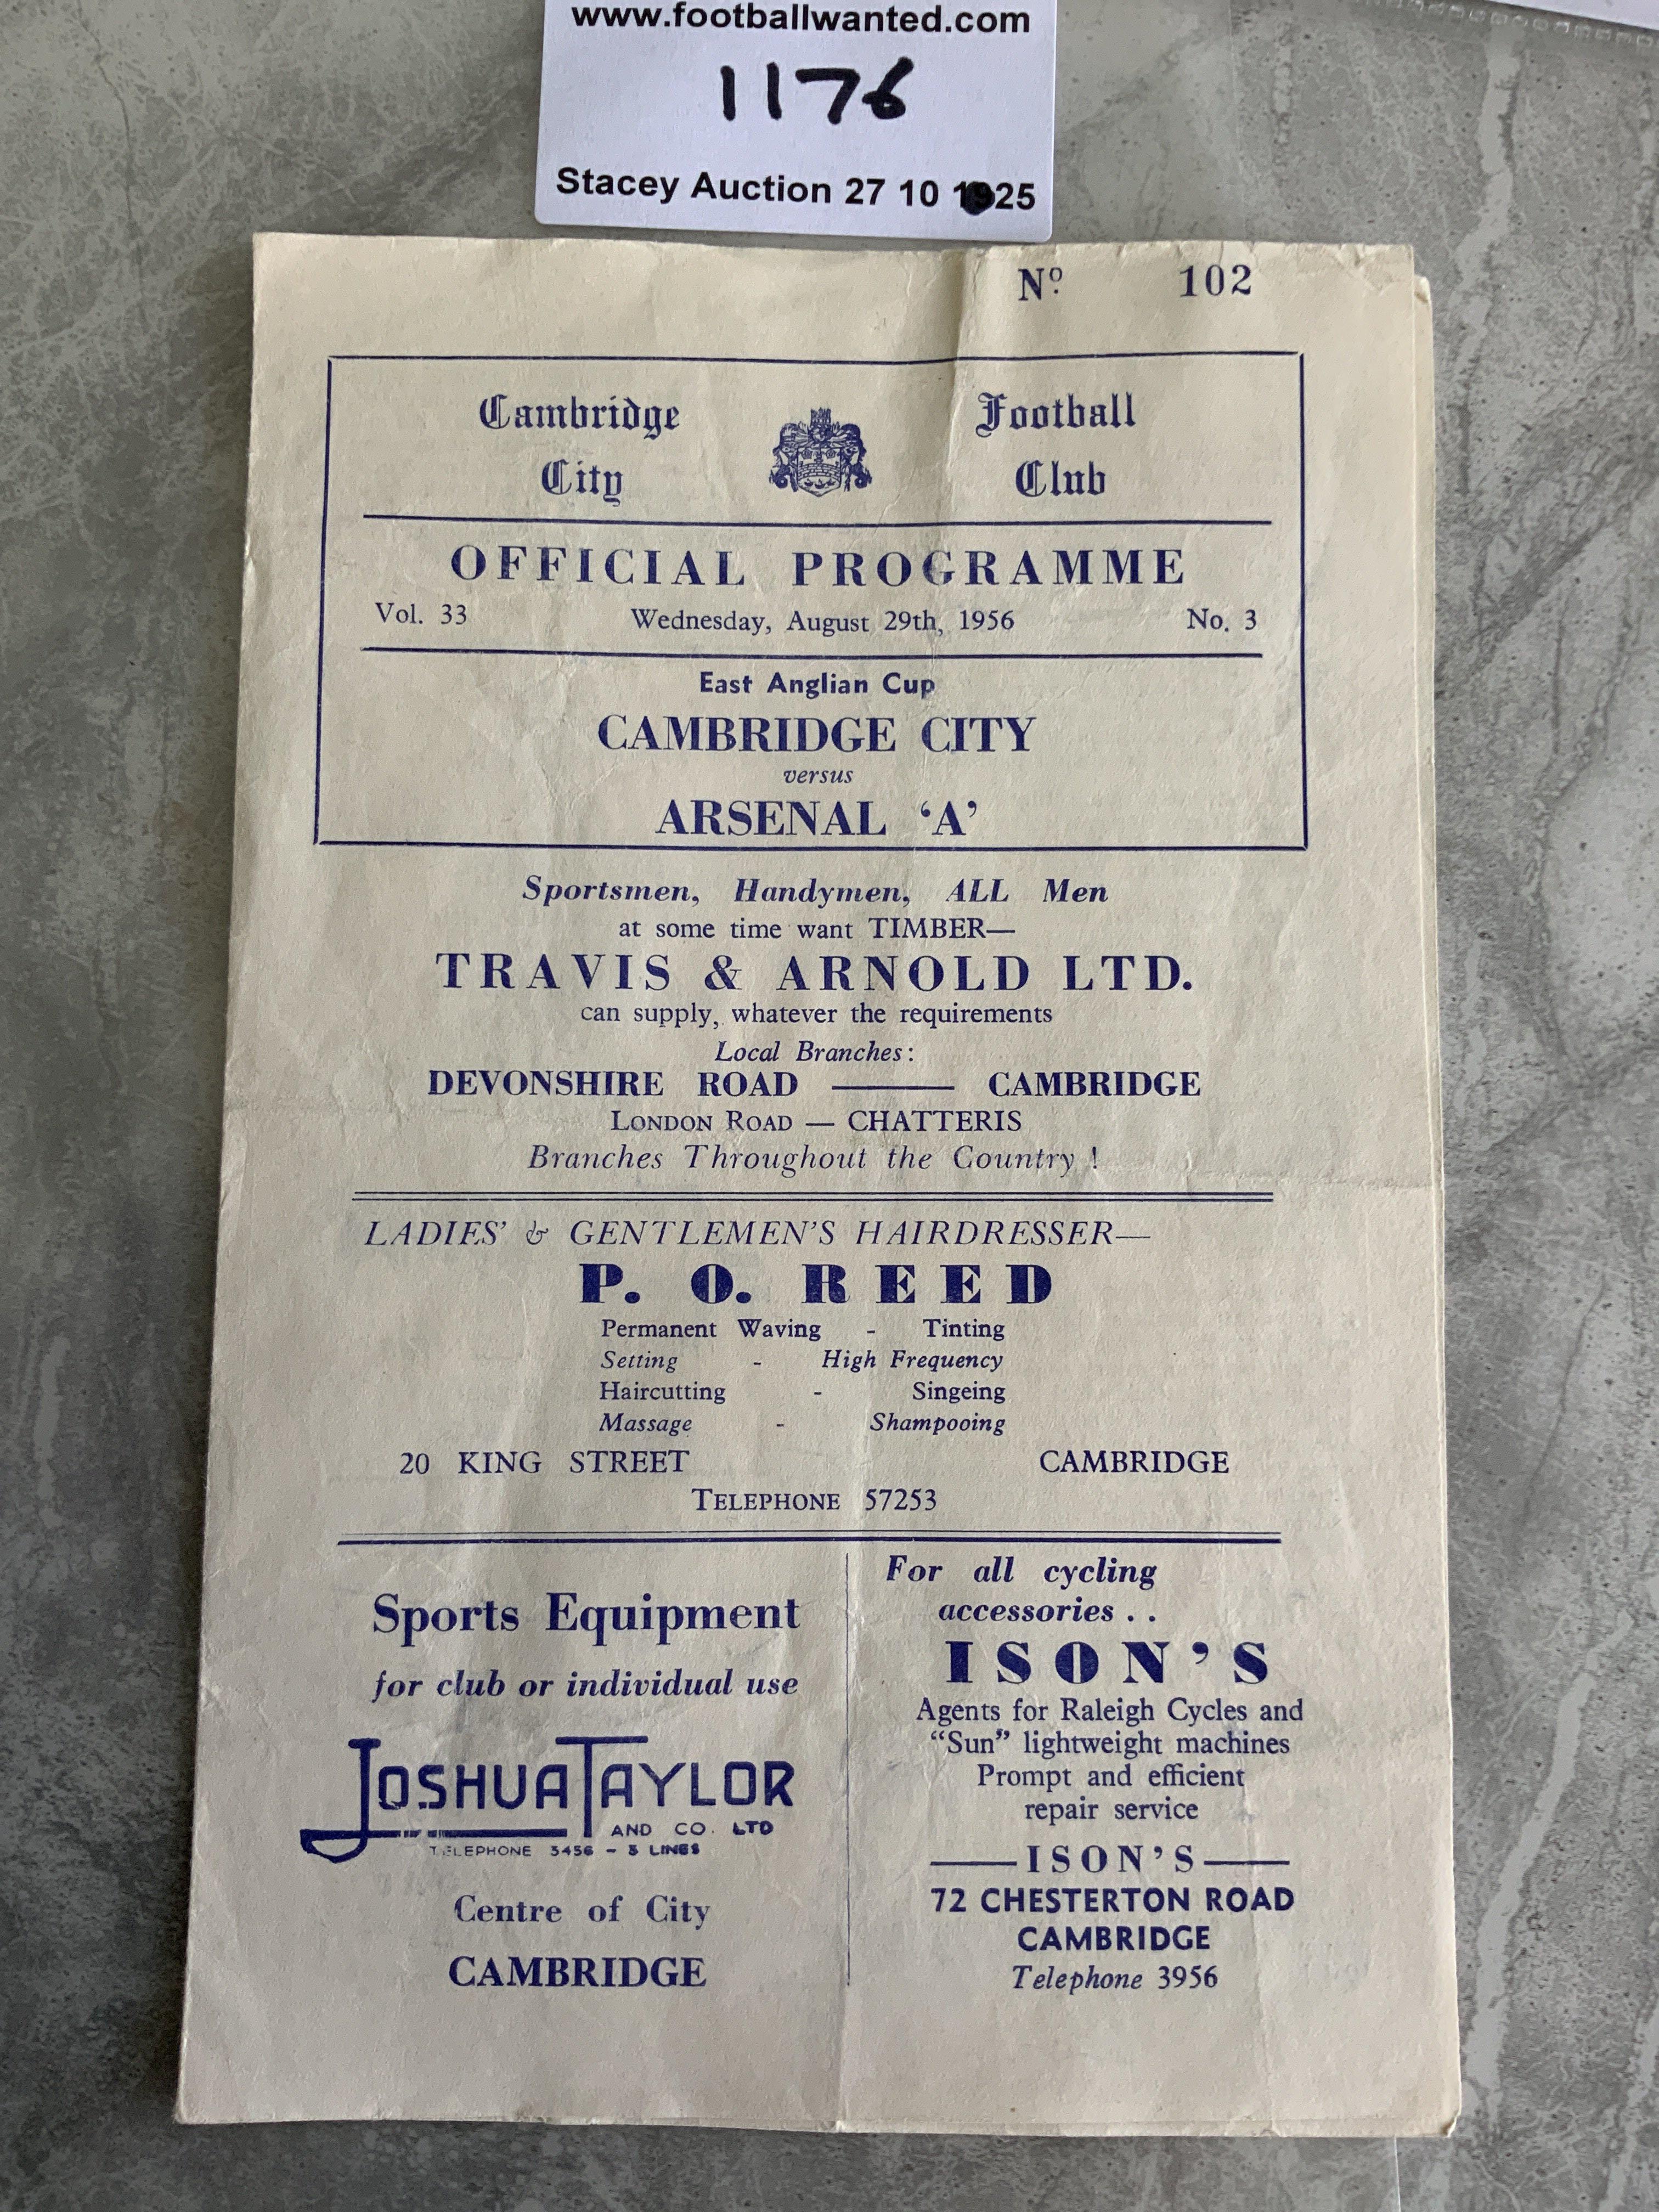 www.footballwanted.com
1176
Stacey Auction 27 10 1925
Nº 102
Cambridge Football
City Club
OFFICIAL PROGRAMME
Vol. 33 Wednesday, August 29th, 1956 No. 3
East Anglian Cup
CAMBRIDGE CITY
versus
ARSENAL ‘A’
Sportsmen, Handymen, ALL Men
at some time want TIMBER—
TRAVIS & ARNOLD LTD.
can supply, whatever the requirements
Local Branches:
DEVONSHIRE ROAD —— CAMBRIDGE
LONDON ROAD — CHATTERIS
Branches Throughout the Country !
LADIES’ & GENTLEMEN’S HAIRDRESSER—
P. O. REED
Permanent Waving - Tinting
Setting - High Frequency
Haircutting - Singeing
Massage - Shampooing
20 KING STREET CAMBRIDGE
TELEPHONE 57253
Sports Equipment
for club or individual use
JOSHUA TAYLOR
AND CO. LTD
TELEPHONE 3456 – 5 LINES
Centre of City
CAMBRIDGE
For all cycling
accessories . .
ISON’S
Agents for Raleigh Cycles and
“Sun” lightweight machines
Prompt and efficient
repair service
—— ISON’S ——
72 CHESTERTON ROAD
CAMBRIDGE
Telephone 3956